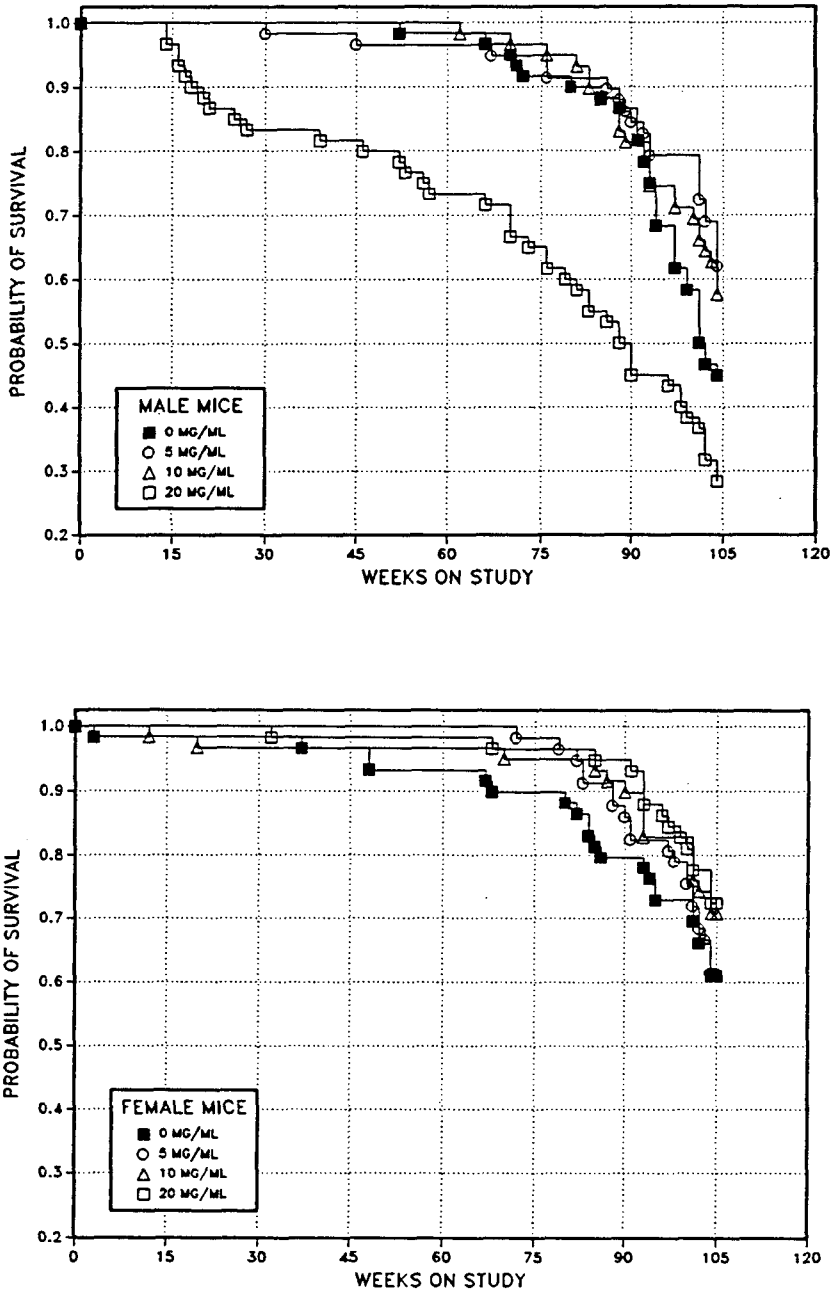 1.0
0.9
0.8
0.7
0.6
0.5
0.4
0.3
0.2
PROBABILITY OF SURVIVAL
MALE MICE
0 MG/ML
5 MG/ML
10 MG/ML
20 MG/ML
0 15 30 45 60 75 90 105 120
WEEKS ON STUDY
1.0
0.9
0.8
0.7
0.6
0.5
0.4
0.3
0.2
PROBABILITY OF SURVIVAL
FEMALE MICE
0 MG/ML
5 MG/ML
10 MG/ML
20 MG/ML
0 15 30 45 60 75 90 105 120
WEEKS ON STUDY